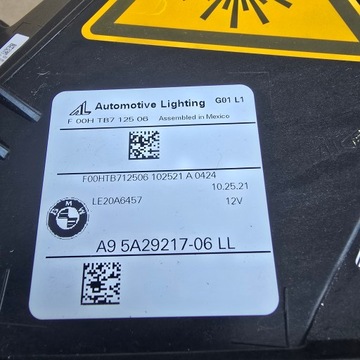 Automotive Lighting G01 L1
F 00H TB7 125 06 Assembled in Mexico
F00HTB712506 102521 A 0424
10.25.21
BMW
LE20A6457 12V
A9 5A29217-06 LL